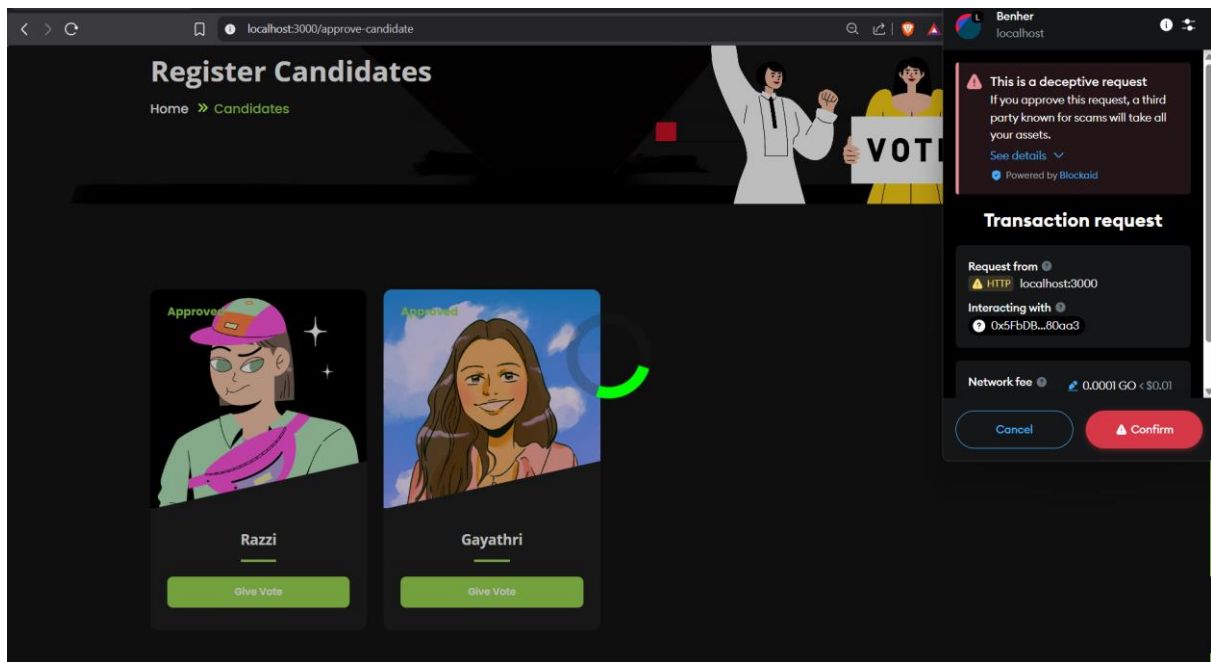 localhost:3000/approve-candidate
Register Candidates
Home » Candidates
VOT
Approved
Approved
Razzi
Gayathri
Give Vote
Give Vote
L
Benher
localhost
This is a deceptive request
If you approve this request, a third
party known for scams will take all
your assets.
See details
Powered by Blockaid
Transaction request
Request from
HTTP localhost:3000
Interacting with
0x5FbDB...80aa3
Network fee
0.0001 GO < $0.01
Cancel
Confirm